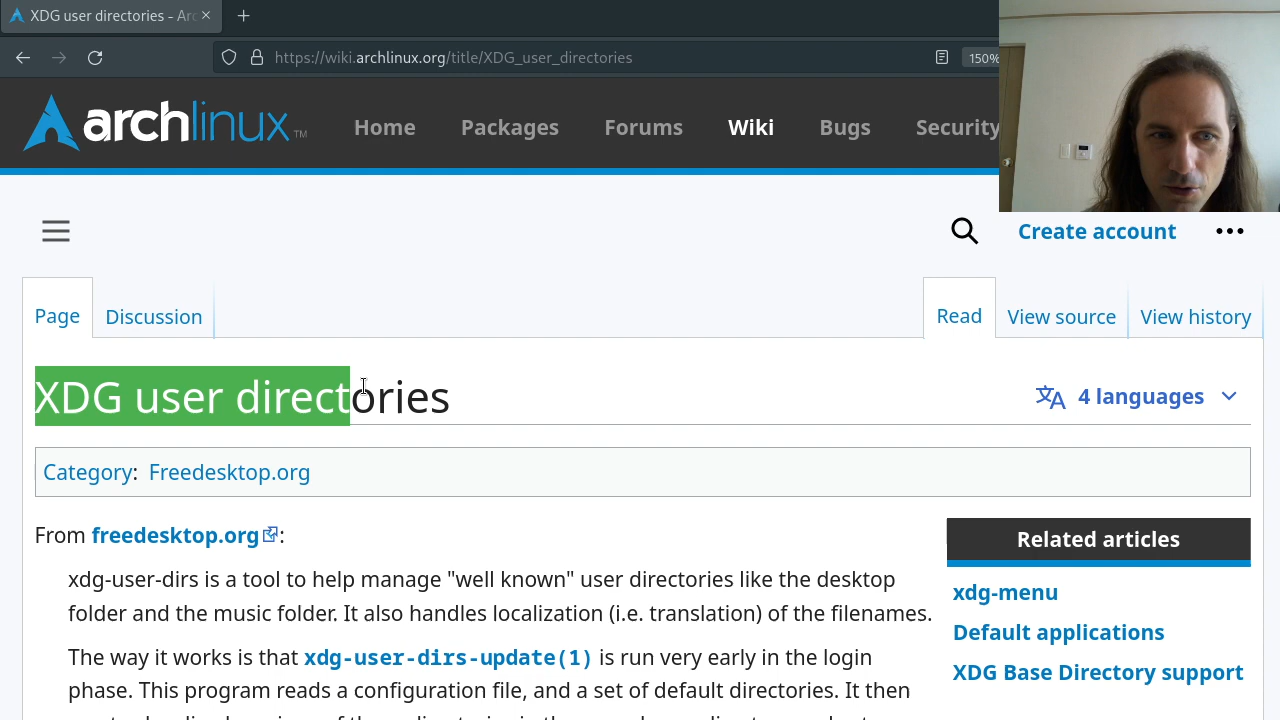 XDG user directories - Arc
https://wiki.archlinux.org/title/XDG_user_directories
150%
archlinux TM
Home Packages Forums Wiki Bugs Security
Create account
Page Discussion Read View source View history
XDG user directories
4 languages
Category: Freedesktop.org
From freedesktop.org:
xdg-user-dirs is a tool to help manage "well known" user directories like the desktop
folder and the music folder. It also handles localization (i.e. translation) of the filenames.
The way it works is that xdg-user-dirs-update(1) is run very early in the login
phase. This program reads a configuration file, and a set of default directories. It then
Related articles
xdg-menu
Default applications
XDG Base Directory support